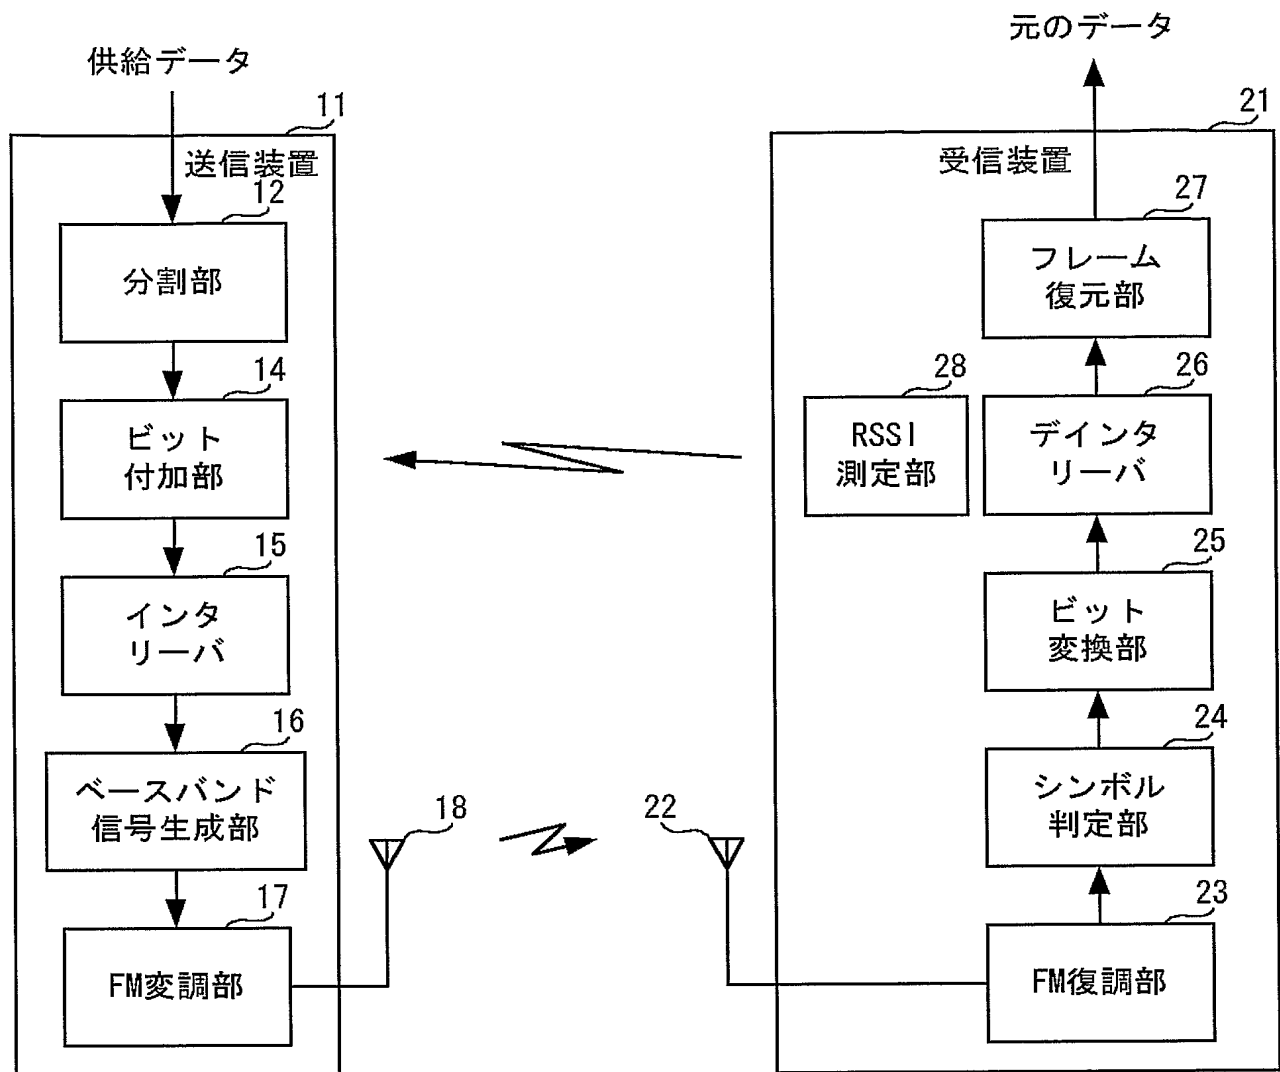 供給データ
11
送信装置
12
分割部
14
ビット
付加部
15
インタ
リーバ
16
ベースバンド
信号生成部
17
FM変調部
18
元のデータ
21
受信装置
27
フレーム
復元部
28
RSSI
測定部
26
デインタ
リーバ
25
ビット
変換部
24
シンボル
判定部
22
23
FM復調部